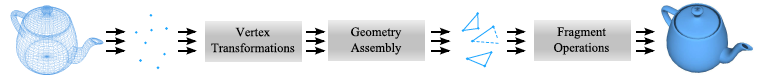 Vertex
Transformations
Geometry
Assembly
Fragment
Operations